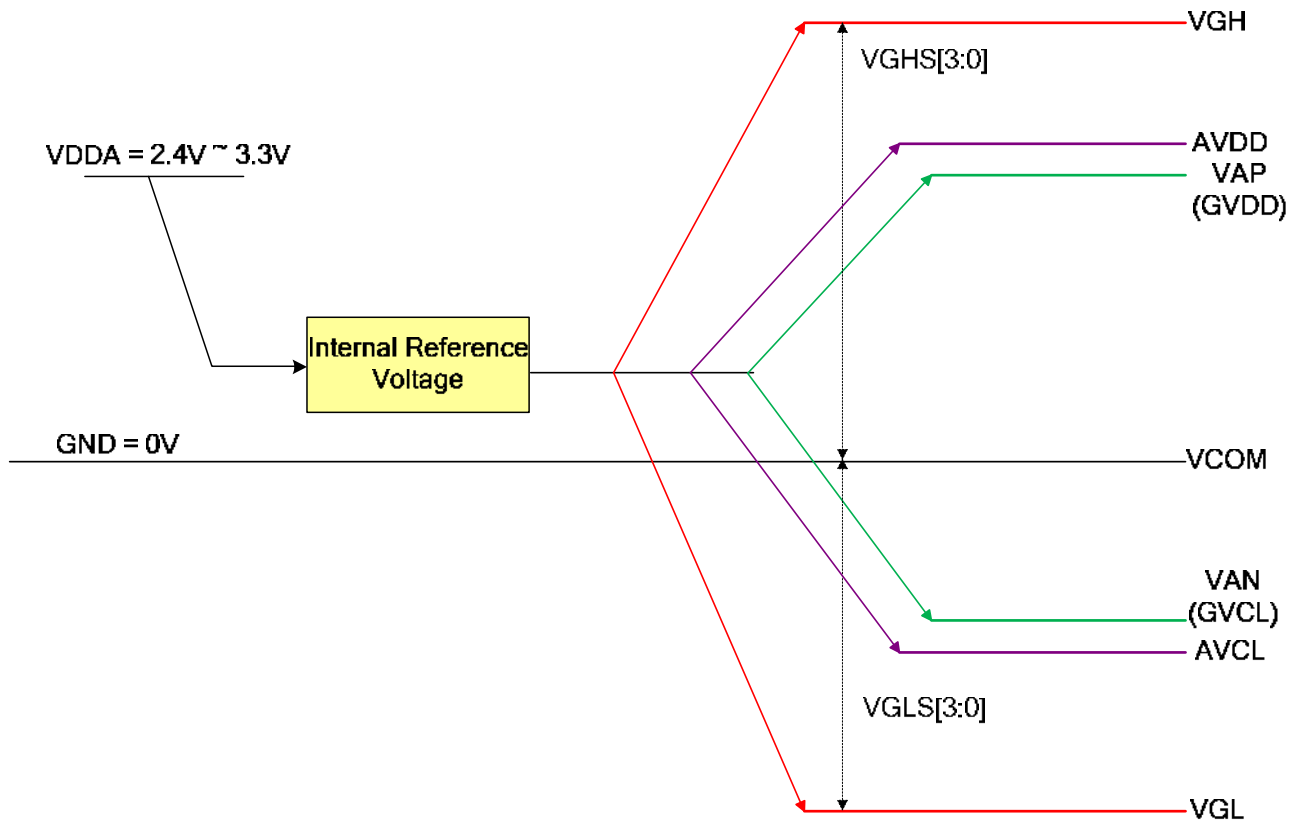 VGH
VGHS[3:0]
VDDA = 2.4V ~ 3.3V
AVDD
VAP
(GVDD)
Internal Reference
Voltage
GND = 0V
VCOM
VAN
(GVCL)
AVCL
VGLS[3:0]
VGL